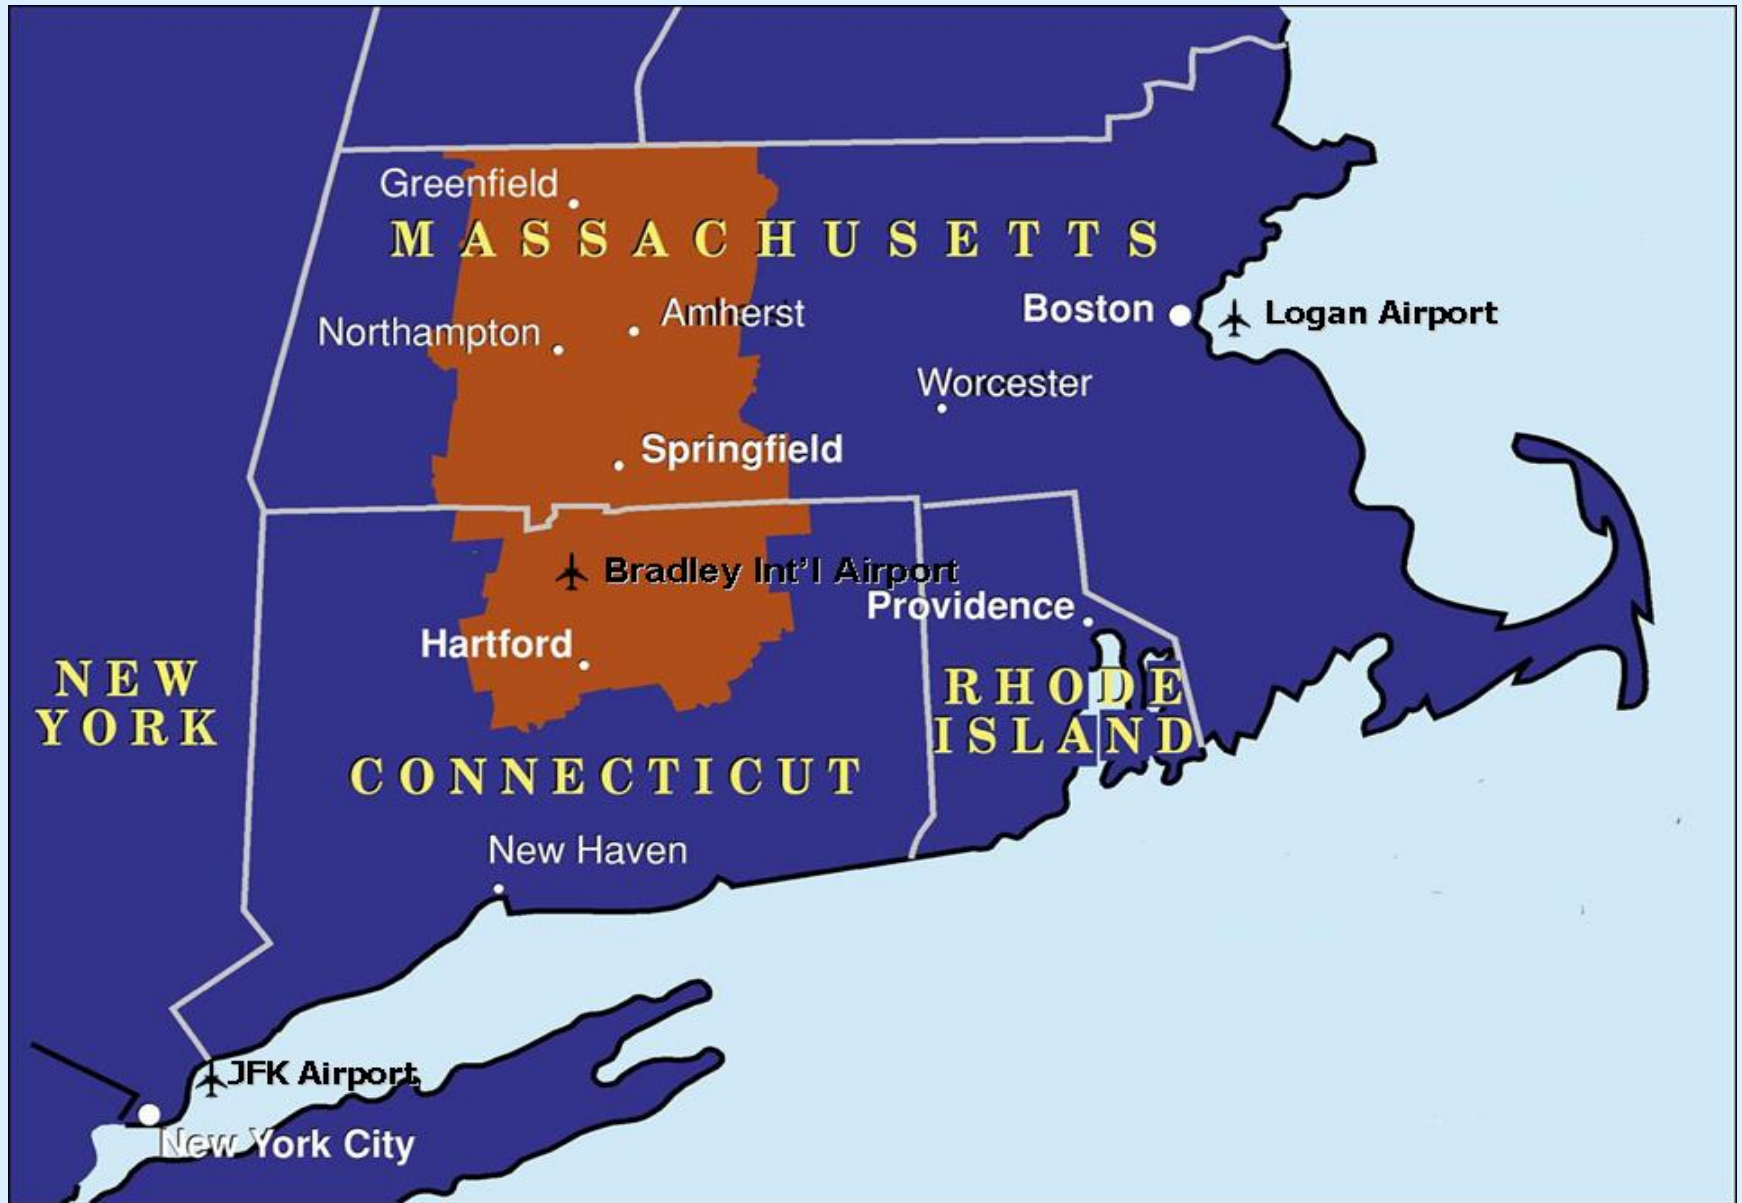 Greenfield
MASSACHUSETTS
Amherst
Northampton
Boston
Logan Airport
Worcester
Springfield
Bradley Int'l Airport
Providence
Hartford
NEW
YORK
RHODE
ISLAND
CONNECTICUT
New Haven
JFK Airport
New York City